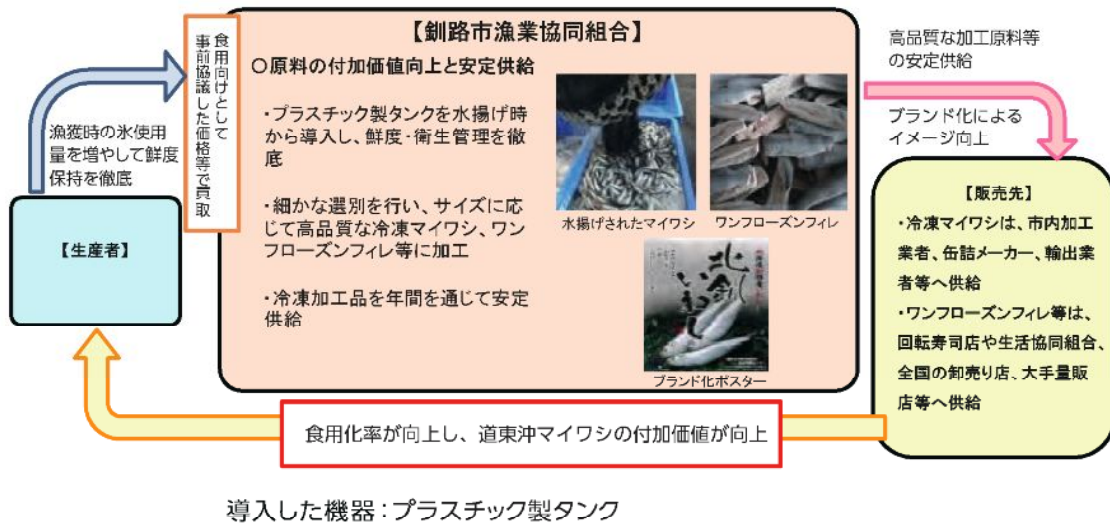 【釧路市漁業協同組合】
〇原料の付加価値向上と安定供給
・プラスチック製タンクを水揚げ時
から導入し、鮮度・衛生管理を徹
底
・細かな選別を行い、サイズに応
じて高品質な冷凍マイワシ、ワン
フローズンフィレ等に加工
・冷凍加工品を年間を通じて安定
供給
水揚げされたマイワシ
ワンフローズンフィレ
北釧
いわし
ブランド化ポスター
食用向けとして
事前協議した価格等で買取
漁獲時の氷使用
量を増やして鮮度
保持を徹底
【生産者】
高品質な加工原料等
の安定供給
ブランド化による
イメージ向上
【販売先】
・冷凍マイワシは、市内加工
業者、缶詰メーカー、輸出業
者等へ供給
・ワンフローズンフィレ等は、
回転寿司店や生活協同組合、
全国の卸売り店、大手量販
店等へ供給
食用化率が向上し、道東沖マイワシの付加価値が向上
導入した機器：プラスチック製タンク